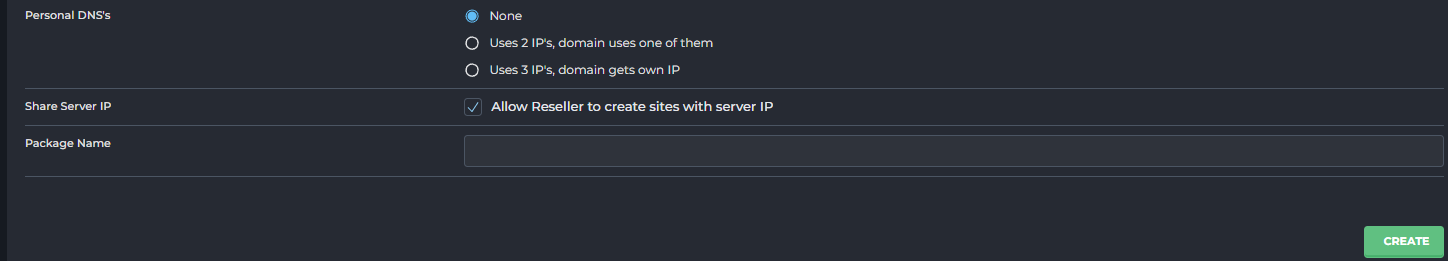 Personal DNS's
None
Uses 2 IP's, domain uses one of them
Uses 3 IP's, domain gets own IP
Share Server IP
Allow Reseller to create sites with server IP
Package Name
CREATE